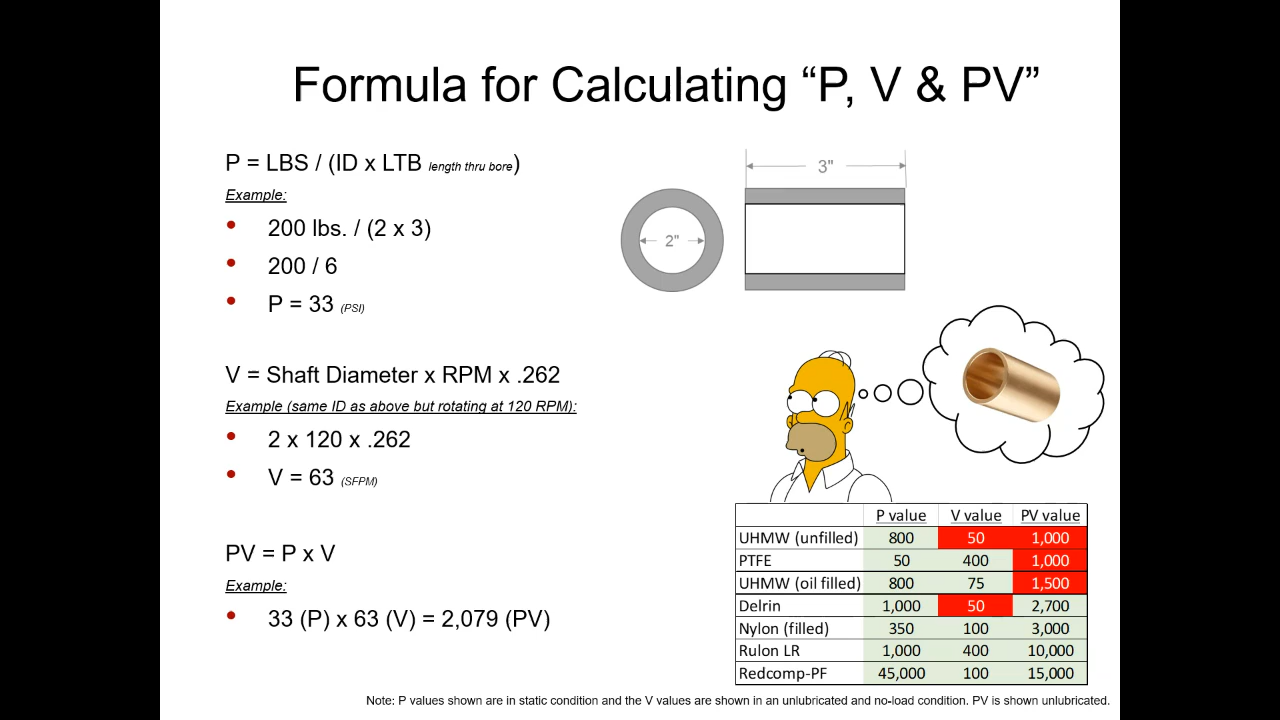 Formula for Calculating “P, V & PV”
P = LBS / (ID x LTB length thru bore)
Example:
• 200 lbs. / (2 x 3)
• 200 / 6
• P = 33 (PSI)
3"
2"
V = Shaft Diameter x RPM x .262
Example (same ID as above but rotating at 120 RPM):
• 2 x 120 x .262
• V = 63 (SFPM)
PV = P x V
Example:
• 33 (P) x 63 (V) = 2,079 (PV)
P value V value PV value
UHMW (unfilled) 800 50 1,000
PTFE 50 400 1,000
UHMW (oil filled) 800 75 1,500
Delrin 1,000 50 2,700
Nylon (filled) 350 100 3,000
Rulon LR 1,000 400 10,000
Redcomp-PF 45,000 100 15,000
Note: P values shown are in static condition and the V values are shown in an unlubricated and no-load condition. PV is shown unlubricated.